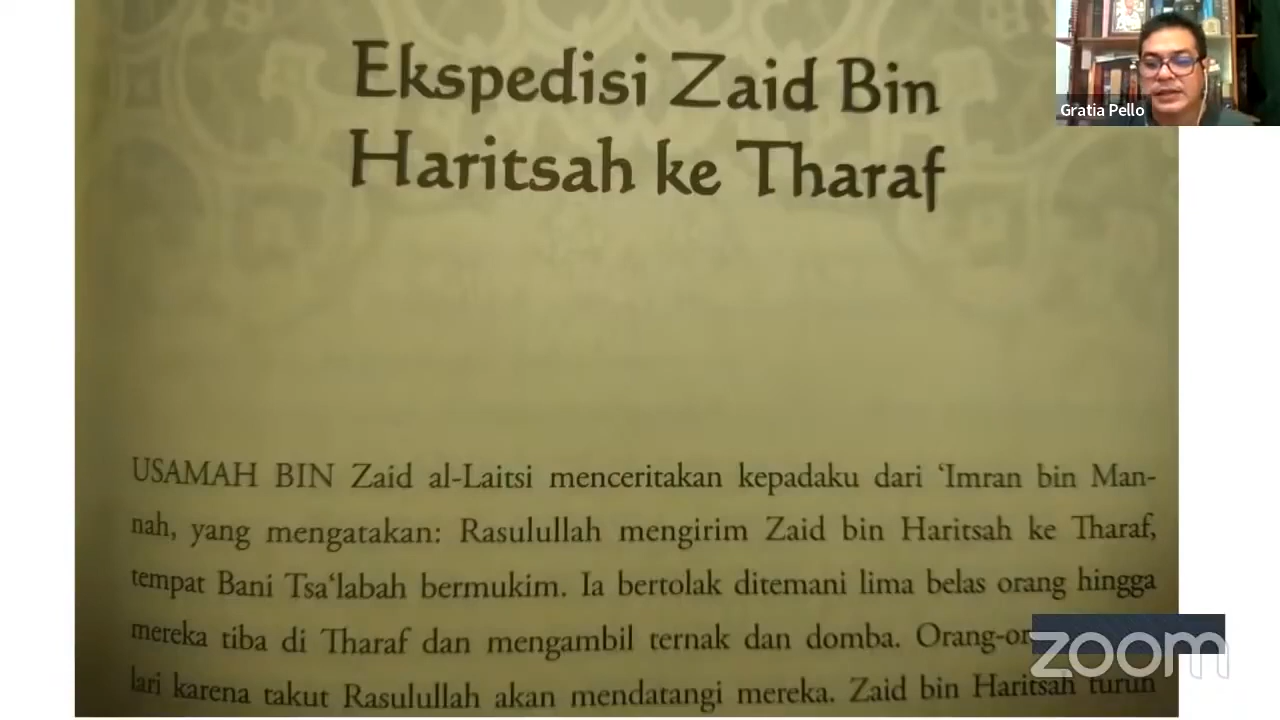 Ekspedisi Zaid Bin
Haritsah ke Tharaf
Gratia Pello
USAMAH BIN Zaid al-Laitsi menceritakan kepadaku dari ‘Imran bin Man-
nah, yang mengatakan: Rasulullah mengirim Zaid bin Haritsah ke Tharaf,
tempat Bani Tsa‘labah bermukim. Ia bertolak ditemani lima belas orang hingga
mereka tiba di Tharaf dan mengambil ternak dan domba.
lari karena takut Rasulullah akan mendatangi mereka. Zaid bin Haritsah turun
zoom